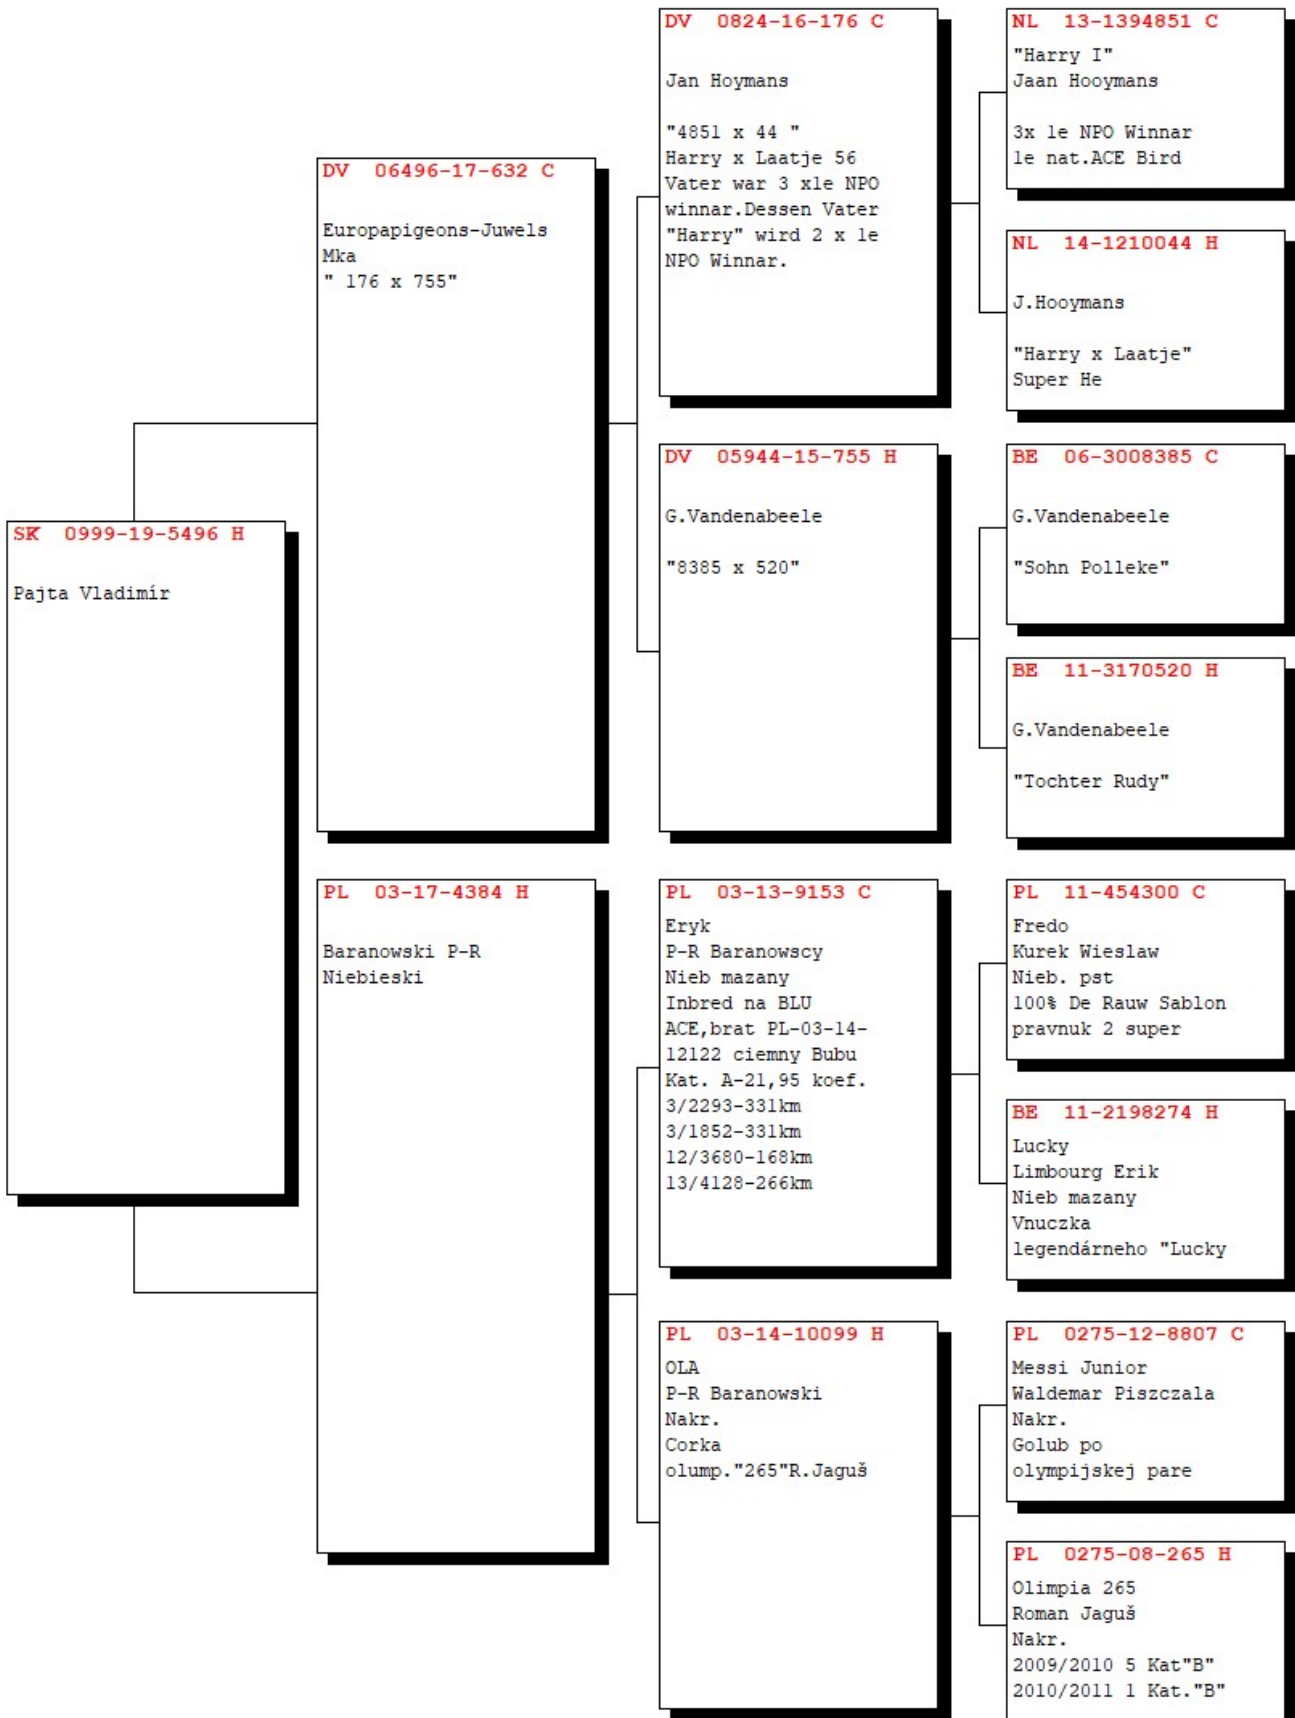 SK 0999-19-5496 H
Pajta Vladimír
DV 06496-17-632 C
Europapigeons-Juwels
Mka
" 176 x 755"
PL 03-17-4384 H
Baranowski P-R
Niebieski
DV 0824-16-176 C
Jan Hoymans
"4851 x 44 "
Harry x Laatje 56
Vater war 3 xle NPO
winnar.Dessen Vater
"Harry" wird 2 x le
NPO Winnar.
DV 05944-15-755 H
G.Vandenabeele
"8385 x 520"
PL 03-13-9153 C
Eryk
P-R Baranowscy
Nieb mazany
Inbred na BLU
ACE,brat PL-03-14-
12122 ciemny Bubu
Kat. A-21,95 koef.
3/2293-331km
3/1852-331km
12/3680-168km
13/4128-266km
PL 03-14-10099 H
OLA
P-R Baranowski
Nakr.
Corka
olump."265"R.Jaguš
NL 13-1394851 C
"Harry I"
Jaan Hooymans
3x le NPO Winnar
le nat.ACE Bird
NL 14-1210044 H
J.Hooymans
"Harry x Laatje"
Super He
BE 06-3008385 C
G.Vandenabeele
"Sohn Polleke"
BE 11-3170520 H
G.Vandenabeele
"Tochter Rudy"
PL 11-454300 C
Fredo
Kurek Wieslaw
Nieb. pst
100% De Rauw Sablon
pravnuk 2 super
BE 11-2198274 H
Lucky
Limbourg Erik
Nieb mazany
Vnuczka
legendárneho "Lucky
PL 0275-12-8807 C
Messi Junior
Waldemar Piszczala
Nakr.
Golub po
olympijskej pare
PL 0275-08-265 H
Olimpia 265
Roman Jaguš
Nakr.
2009/2010 5 Kat"B"
2010/2011 1 Kat."B"